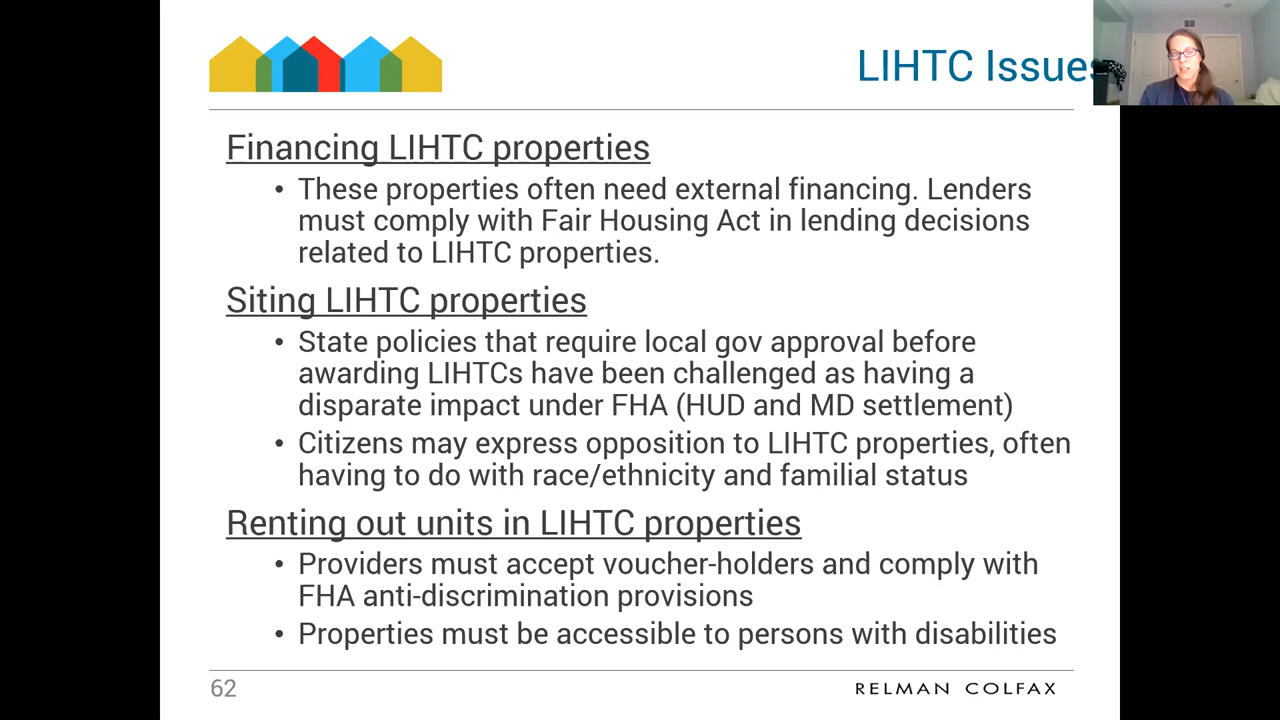 LIHTC Issues
Financing LIHTC properties
• These properties often need external financing. Lenders
must comply with Fair Housing Act in lending decisions
related to LIHTC properties.
Siting LIHTC properties
• State policies that require local gov approval before
awarding LIHTCs have been challenged as having a
disparate impact under FHA (HUD and MD settlement)
• Citizens may express opposition to LIHTC properties, often
having to do with race/ethnicity and familial status
Renting out units in LIHTC properties
• Providers must accept voucher-holders and comply with
FHA anti-discrimination provisions
• Properties must be accessible to persons with disabilities
62
RELMAN COLFAX